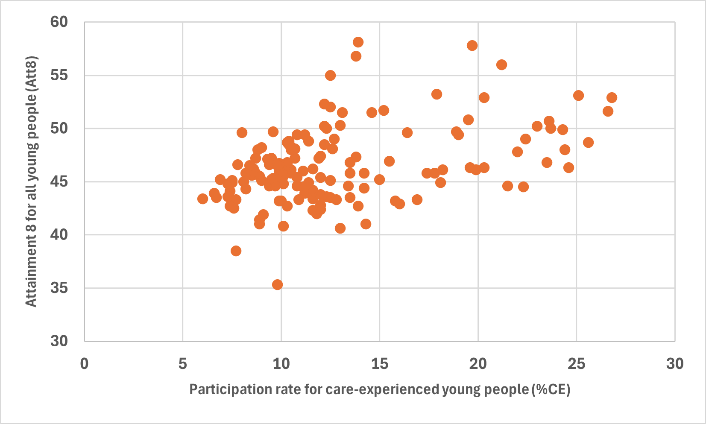 60
55
50
45
40
35
30
0 5 10 15 20 25 30
Attainment 8 for all young people (Att8)
Participation rate for care-experienced young people (%CE)